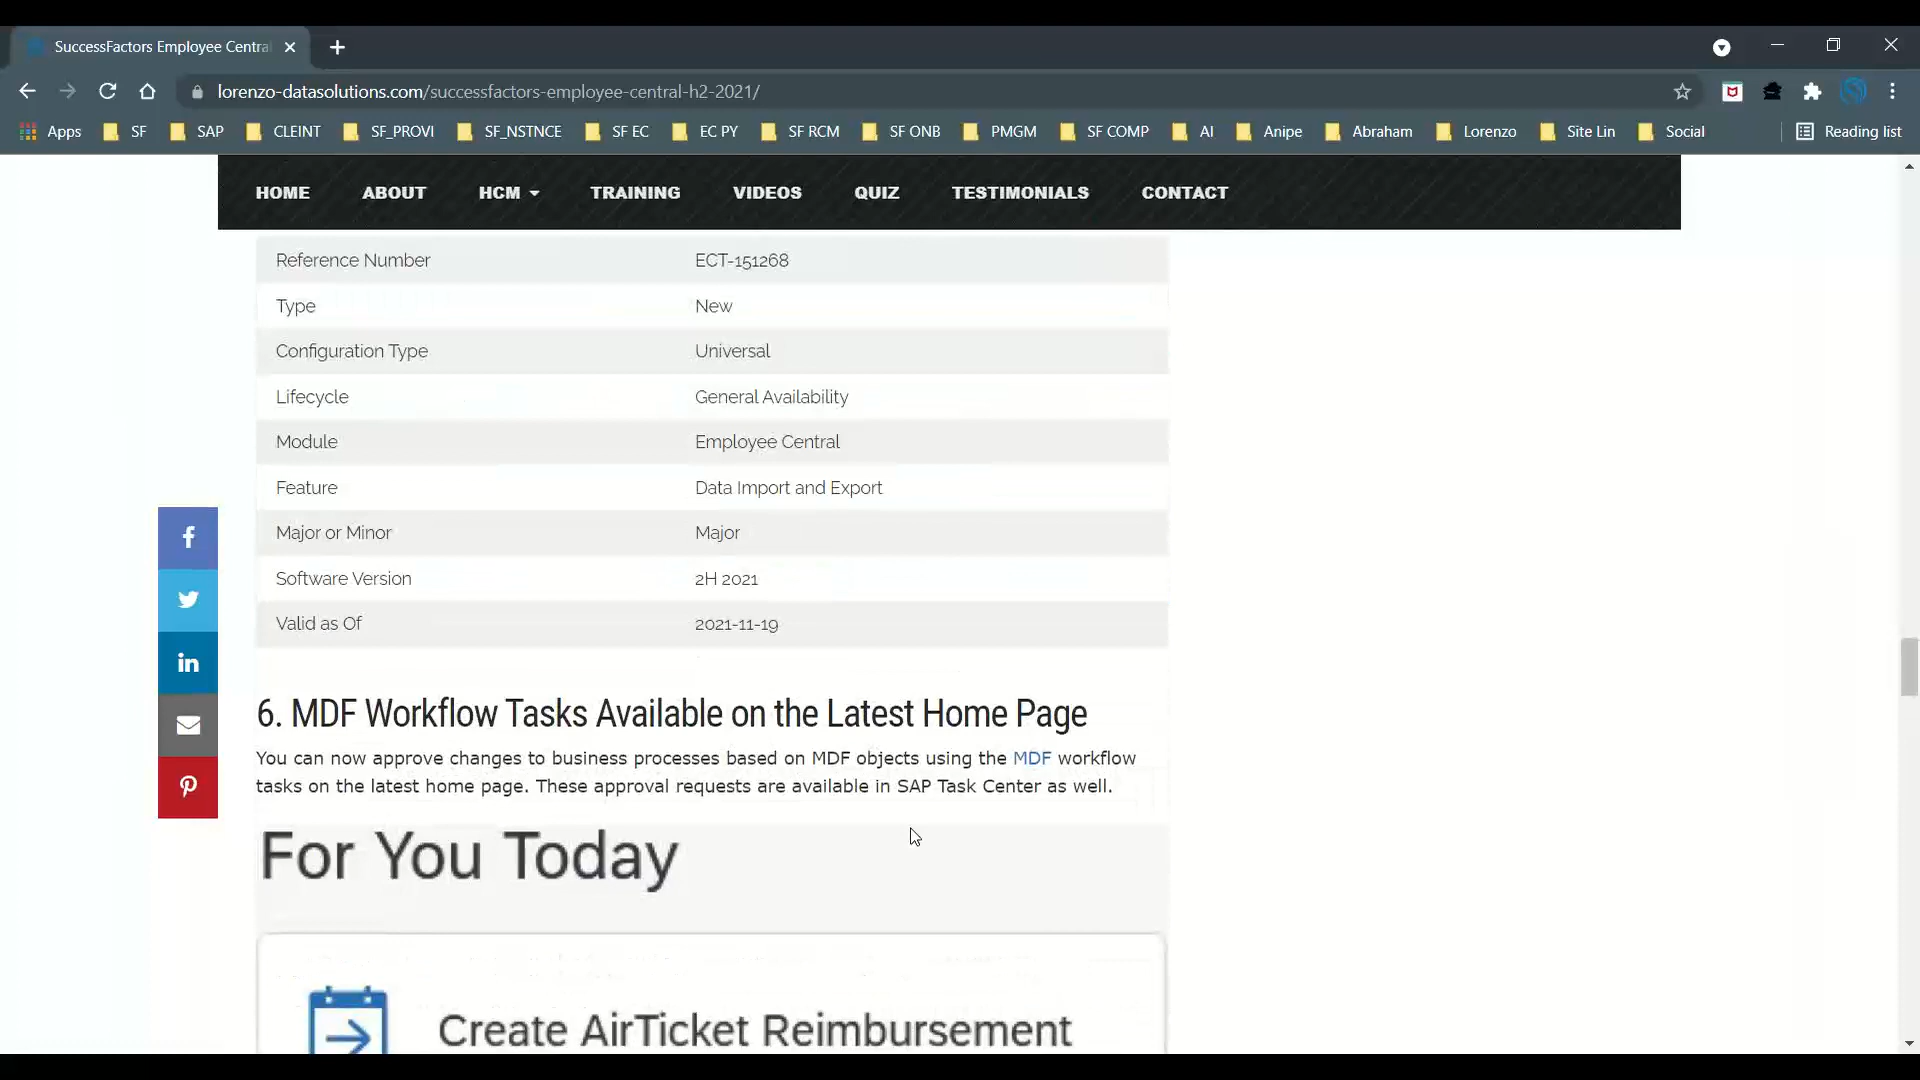 SuccessFactors Employee Centra
lorenzo-datasolutions.com/successfactors-employee-central-h2-2021/
Apps SF SAP CLEINT SF_PROVI SF_NSTNCE SF EC EC PY SF RCM SF ONB PMGM SF COMP AI Anipe Abraham Lorenzo Site Lin Social Reading list
HOME ABOUT HCM TRAINING VIDEOS QUIZ TESTIMONIALS CONTACT
Reference Number ECT-151268
Type New
Configuration Type Universal
Lifecycle General Availability
Module Employee Central
Feature Data Import and Export
Major or Minor Major
Software Version 2H 2021
Valid as Of 2021-11-19
6. MDF Workflow Tasks Available on the Latest Home Page
You can now approve changes to business processes based on MDF objects using the MDF workflow
tasks on the latest home page. These approval requests are available in SAP Task Center as well.
For You Today
Create AirTicket Reimbursement